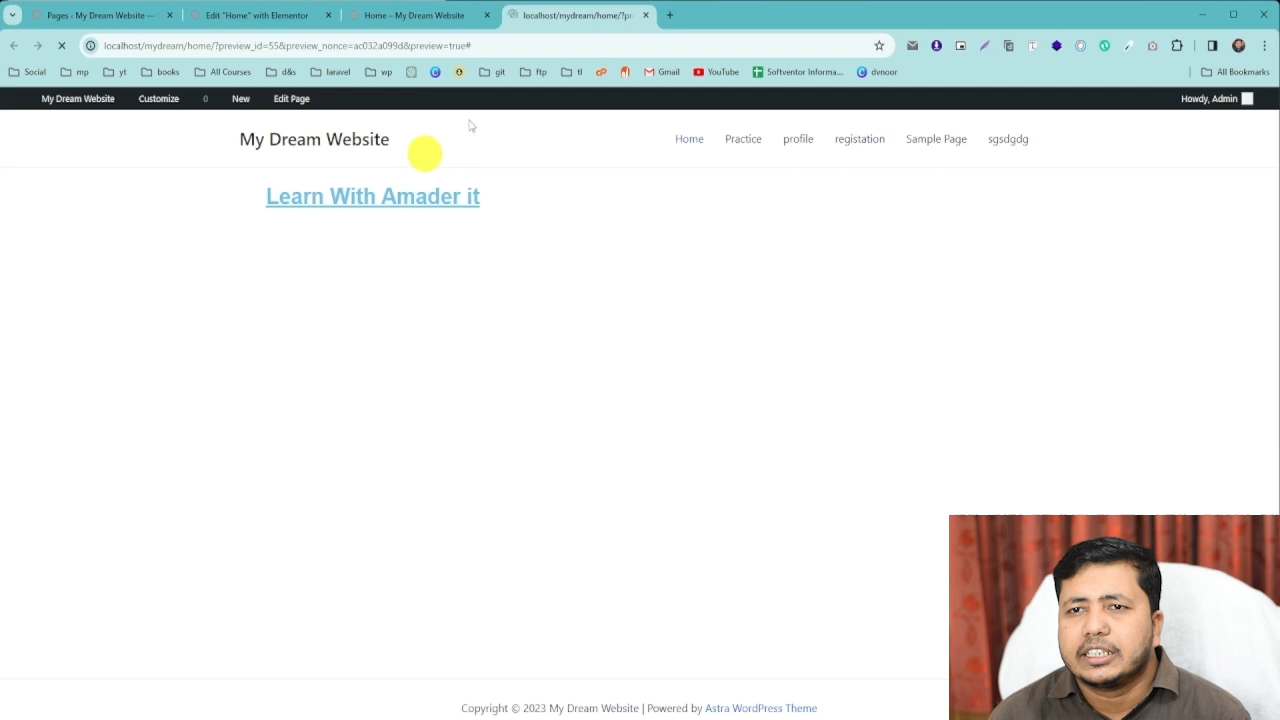 Pages ‹ My Dream Website —
Edit "Home" with Elementor
Home – My Dream Website
localhost/mydream/home/?pr
localhost/mydream/home/?preview_id=55&preview_nonce=ac032a099d&preview=true#
Social
mp
yt
books
All Courses
d&s
laravel
wp
git
ftp
tl
Gmail
YouTube
Softventor Informa...
dvnoor
All Bookmarks
My Dream Website
Customize
0
New
Edit Page
Howdy, Admin
My Dream Website
Home
Practice
profile
registation
Sample Page
sgsdgdg
Learn With Amader it
Copyright © 2023 My Dream Website | Powered by Astra WordPress Theme